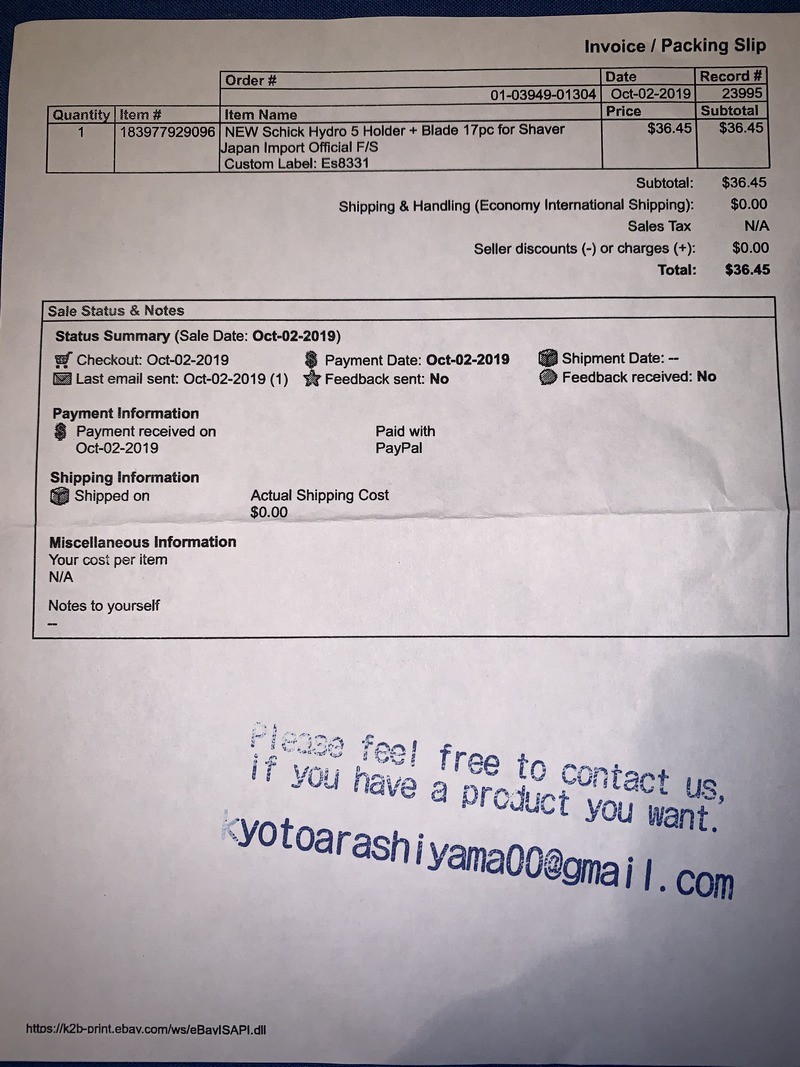 Invoice / Packing Slip
Order # Date Record #
01-03949-01304 Oct-02-2019 23995
Quantity Item # Item Name Price Subtotal
1 183977929096 NEW Schick Hydro 5 Holder + Blade 17pc for Shaver $36.45 $36.45
Japan Import Official F/S
Custom Label: Es8331
Subtotal: $36.45
Shipping & Handling (Economy International Shipping): $0.00
Sales Tax N/A
Seller discounts (-) or charges (+): $0.00
Total: $36.45
Sale Status & Notes
Status Summary (Sale Date: Oct-02-2019)
Checkout: Oct-02-2019 Payment Date: Oct-02-2019 Shipment Date: --
Last email sent: Oct-02-2019 (1) Feedback sent: No Feedback received: No
Payment Information
Payment received on Paid with
Oct-02-2019 PayPal
Shipping Information
Shipped on Actual Shipping Cost
$0.00
Miscellaneous Information
Your cost per item
N/A
Notes to yourself
--
Please feel free to contact us,
if you have a product you want.
kyotoarashiyama00@gmail.com
https://k2b-print.ebay.com/ws/eBayISAPI.dll